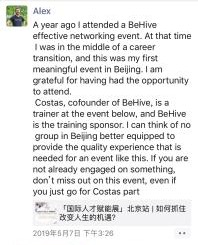 Alex
A year ago I attended a BeHive
effective networking event. At that time
I was in the middle of a career
transition, and this was my first
meaningful event in Beijing. I am
grateful for having had the opportunity
to attend.
Costas, cofounder of BeHive, is a
trainer at the event below, and BeHive
is the training sponsor. I can think of no
group in Beijing better equipped to
provide the quality experience that is
needed for an event like this. If you are
not already engaged on something,
don't miss out on this event, even if
you just go for Costas part
「国际人才赋能展」北京站 | 如何抓住
改变人生的机遇?
2019年5月7日 下午3:26